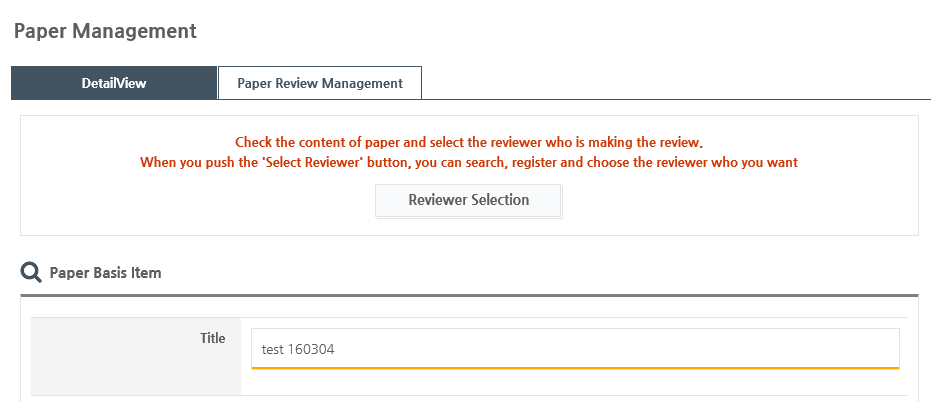 Paper Management
DetailView
Paper Review Management
Check the content of paper and select the reviewer who is making the review.
When you push the 'Select Reviewer' button, you can search, register and choose the reviewer who you want
Reviewer Selection
Paper Basis Item
Title
test 160304